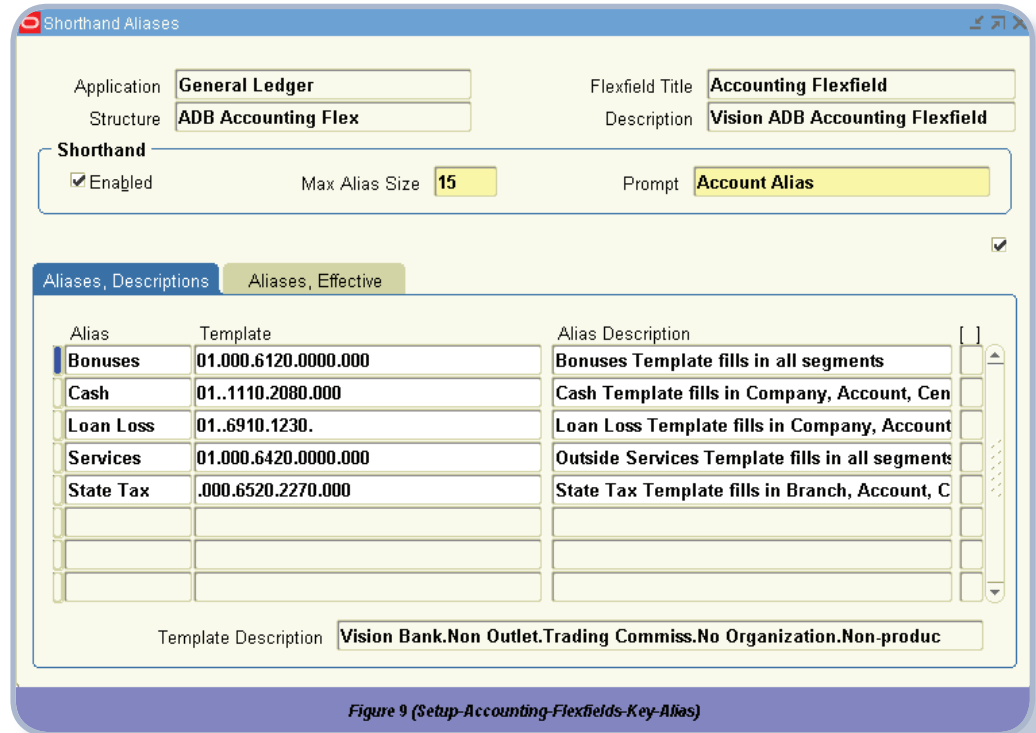 Shorthand Aliases
Application General Ledger Flexfield Title Accounting Flexfield
Structure ADB Accounting Flex Description Vision ADB Accounting Flexfield
Shorthand
Enabled Max Alias Size 15 Prompt Account Alias
Aliases, Descriptions Aliases, Effective
Alias Template Alias Description [ ]
Bonuses 01.000.6120.0000.000 Bonuses Template fills in all segments
Cash 01..1110.2080.000 Cash Template fills in Company, Account, Cen
Loan Loss 01..6910.1230. Loan Loss Template fills in Company, Account
Services 01.000.6420.0000.000 Outside Services Template fills in all segments
State Tax .000.6520.2270.000 State Tax Template fills in Branch, Account, C
Template Description Vision Bank.Non Outlet.Trading Commiss.No Organization.Non-produc
Figure 9 (Setup-Accounting-Flexfields-Key-Alias)